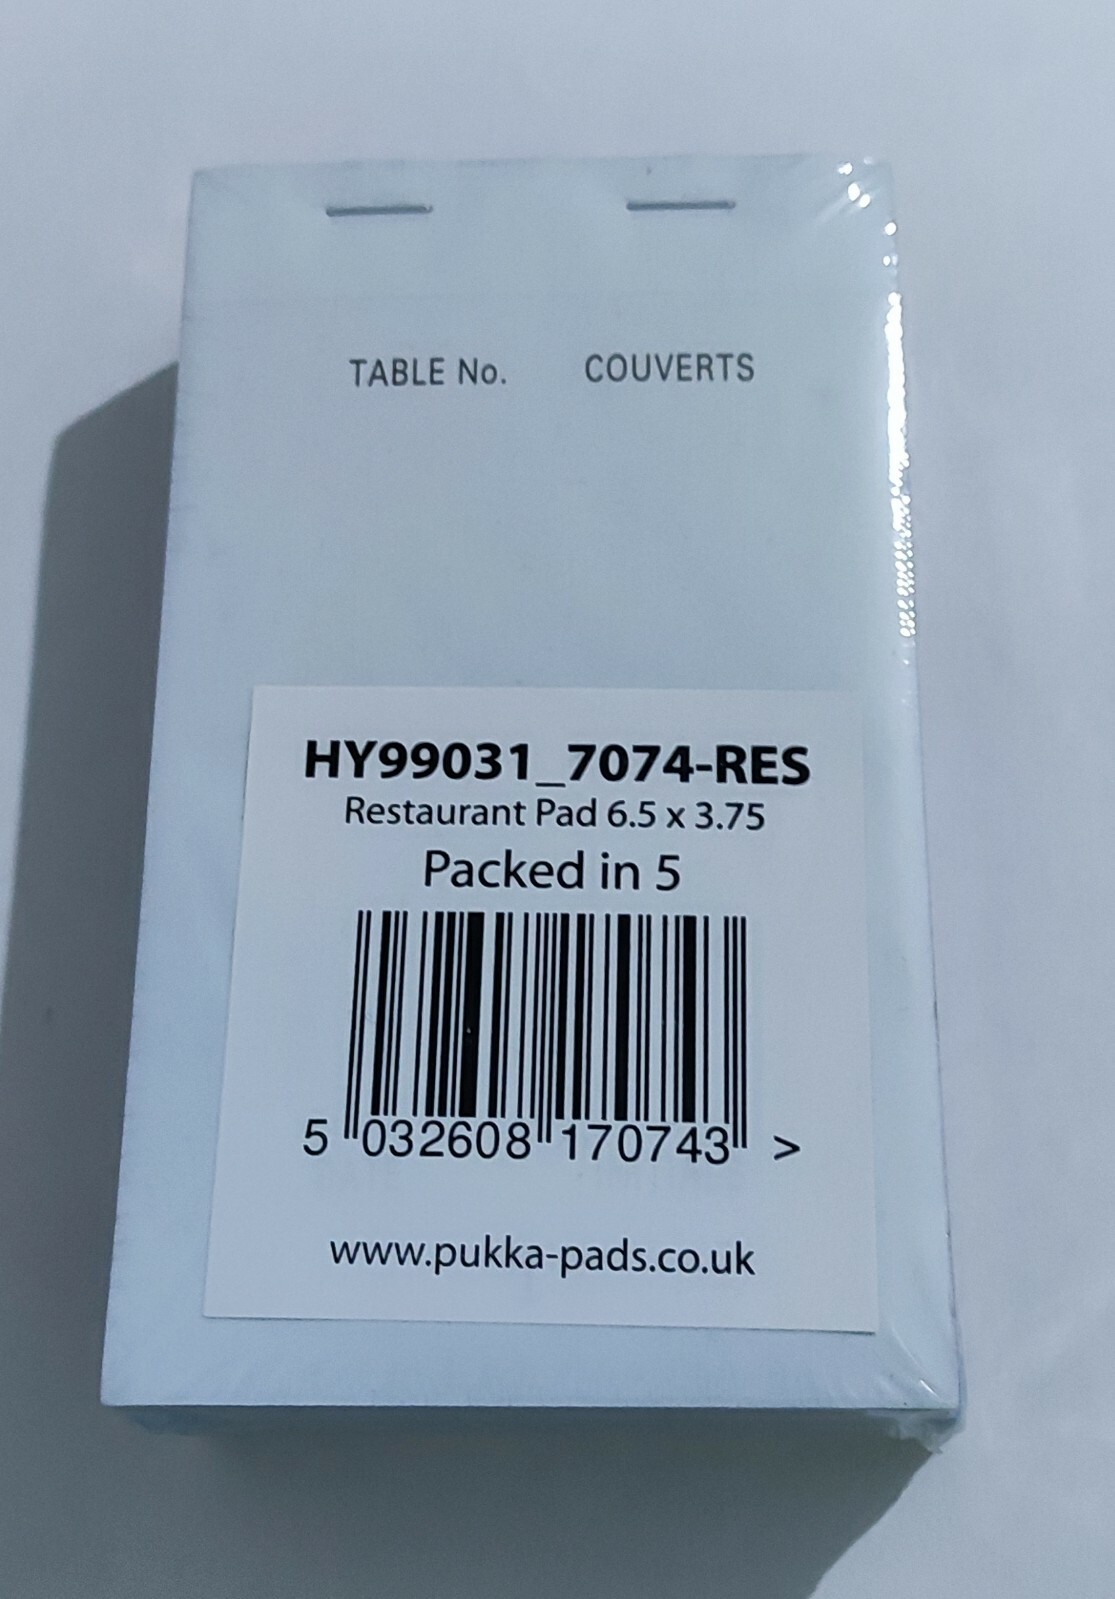 TABLE No. COUVERTS
HY99031_7074-RES
Restaurant Pad 6.5 x 3.75
Packed in 5
5 032608 170743 >
www.pukka-pads.co.uk